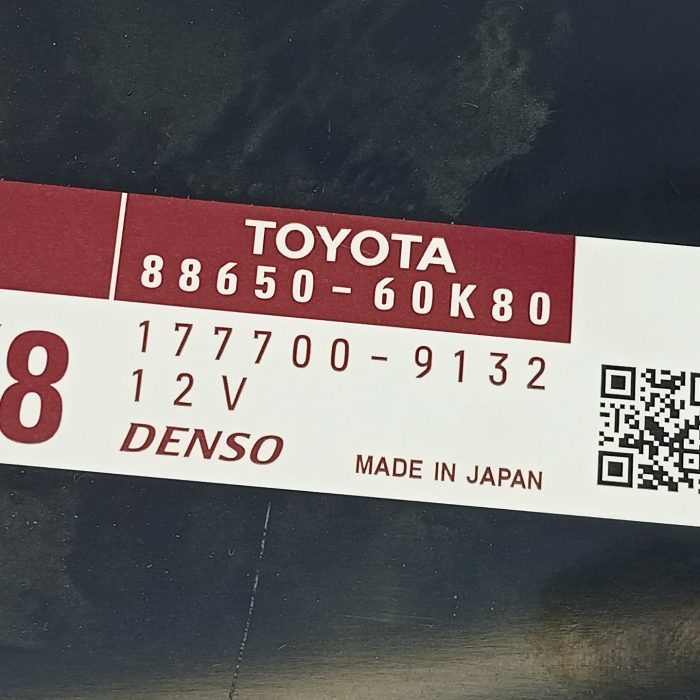 TOYOTA
88650-60K80
177700-9132
12V
8
DENSO
MADE IN JAPAN